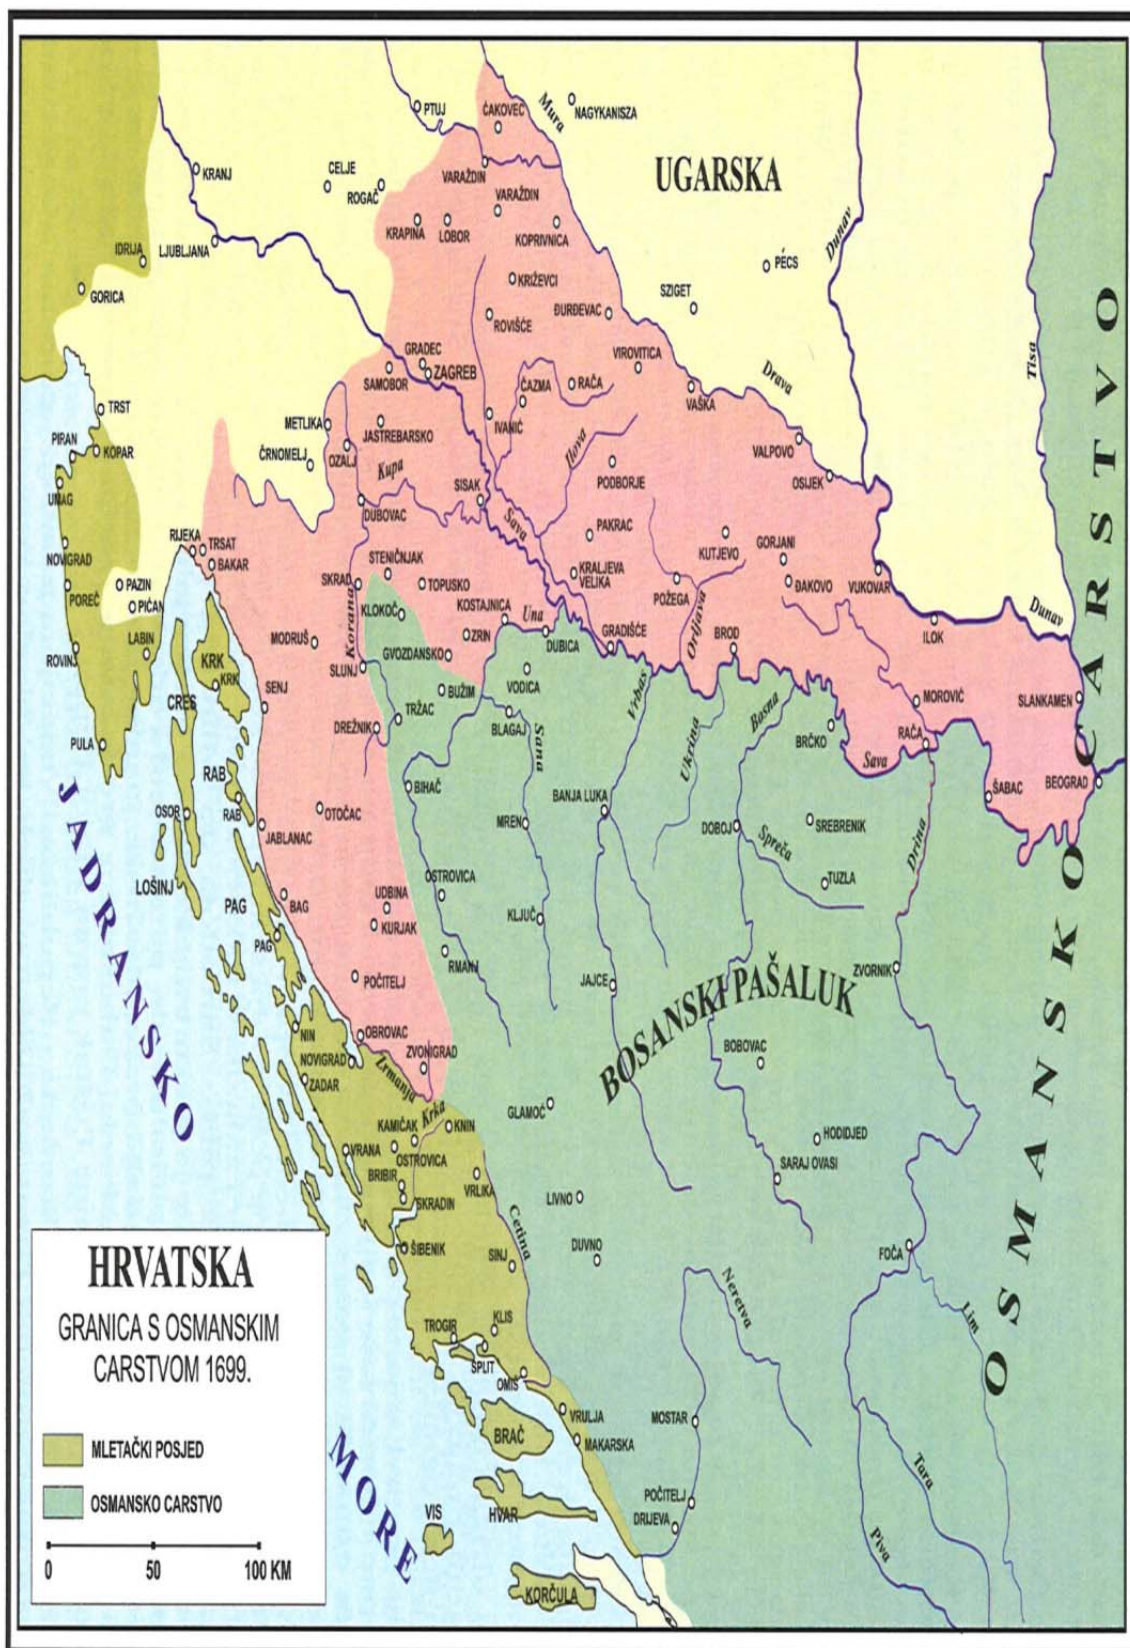 PTUJ
ČAKOVEC
Mura
NAGYKANISZA
KRANJ
CELJE
ROGAČ
VARAŽDIN
UGARSKA
VARAŽDIN
KRAPINA
LOBOR
KOPRIVNICA
IDRIJA
LJUBLJANA
Dunav
PÉCS
GORICA
KRIŽEVCI
SZIGET
ROVIŠĆE
ĐURĐEVAC
Tisa
GRADEC
ZAGREB
SAMOBOR
VIROVITICA
Drava
ČAZMA
RAČA
VAŠKA
TRST
METLIKA
JASTREBARSKO
IVANIĆ
PIRAN
KOPAR
OZALJ
Ilova
VALPOVO
ČRNOMELJ
Kupa
PODBORJE
UMAG
SISAK
OSIJEK
DUBOVAC
Sava
PAKRAC
KUTJEVO
RIJEKA
TRSAT
NOVIGRAD
BAKAR
STENIČNJAK
GORJANI
SKRAD
TOPUSKO
KRALJEVA
VELIKA
ĐAKOVO
VUKOVAR
PAZIN
POREČ
PIĆAN
KLOKOČ
KOSTAJNICA
POŽEGA
Orljava
Dunav
Korana
Una
ILOK
LABIN
MODRUŠ
ZRIN
DUBICA
GRADIŠĆE
BROD
ROVINJ
KRK
GVOZDANSKO
SLUNJ
KRK
VODICA
Vrbas
CRES
SENJ
BUŽIM
Bosna
MOROVIĆ
SLANKAMEN
TRŽAC
DREŽNIK
BLAGAJ
Sana
Ukrina
BRČKO
RAČA
PULA
Sava
RAB
BIHAĆ
BEOGRAD
ŠABAC
OSOR
RAB
OTOČAC
BANJA LUKA
JABLANAC
MREN
DOBOJ
SREBRENIK
Spreča
Drina
LOŠINJ
UDBINA
OSTROVICA
TUZLA
BAG
PAG
KURJAK
KLJUČ
PAG
RMANJ
ZVORNIK
POČITELJ
JAJCE
BOSANSKI PAŠALUK
OSMANSKO CARSTVO
NIN
OBROVAC
NOVIGRAD
ZVONIGRAD
BOBOVAC
ZADAR
Zrmanja
Krka
GLAMOČ
KAMIČAK
KNIN
HODIDJED
VRANA
OSTROVICA
BRIBIR
VRLIKA
SARAJ OVASI
SKRADIN
LIVNO
Cetina
ŠIBENIK
DUVNO
FOČA
SINJ
Neretva
Lim
TROGIR
KLIS
SPLIT
OMIŠ
VRULJA
MOSTAR
BRAČ
MAKARSKA
Tara
POČITELJ
VIS
HVAR
DRIJEVA
Piva
KORČULA
JADRANSKO
MORE
HRVATSKA
GRANICA S OSMANSKIM
CARSTVOM 1699.
MLETAČKI POSJED
OSMANSKO CARSTVO
0
50
100 KM